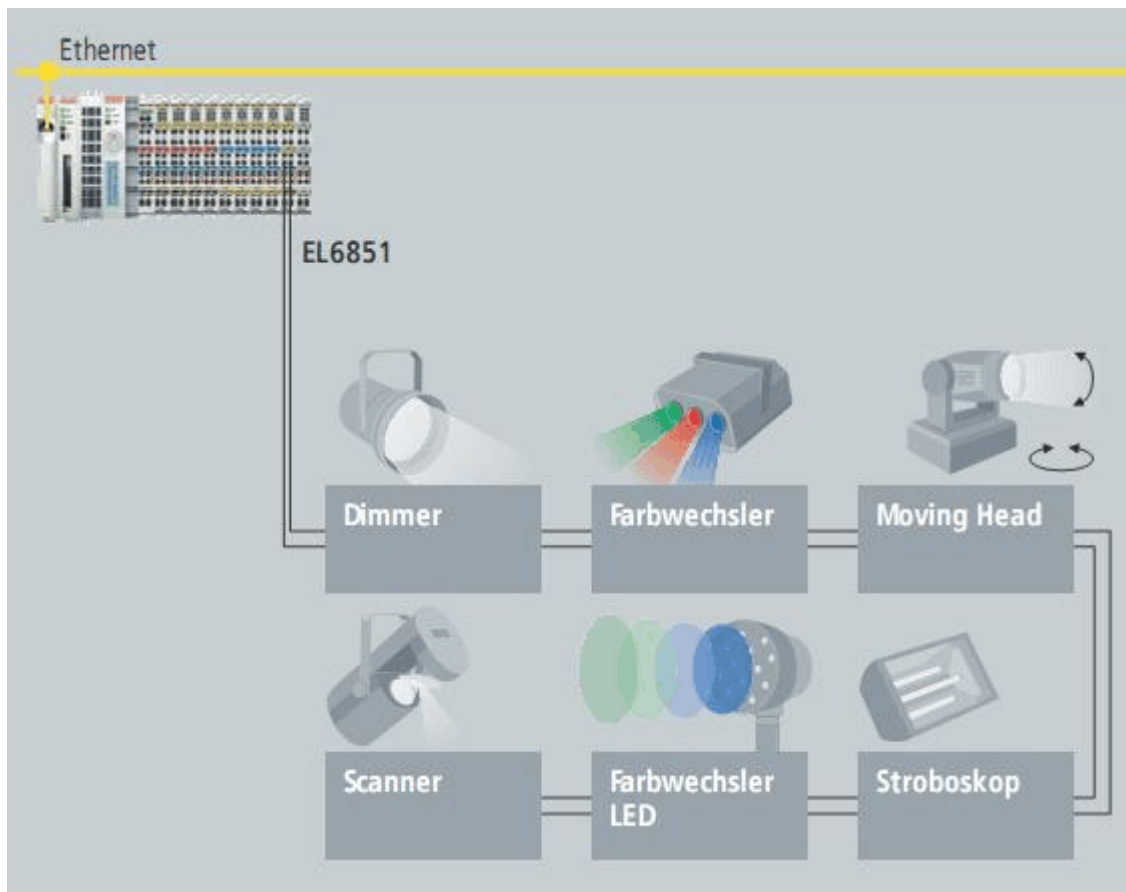 Ethernet
EL6851
Dimmer
Farbwechsler
Moving Head
Scanner
Farbwechsler
LED
Stroboskop